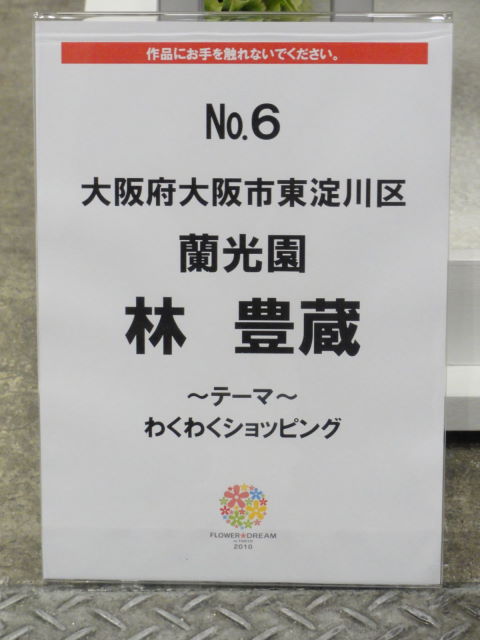 作品にお手を触れないでください。
No.6
大阪府大阪市東淀川区
蘭光園
林 豊蔵
～テーマ～
わくわくショッピング
FLOWER★DREAM
in TOKYO
2010